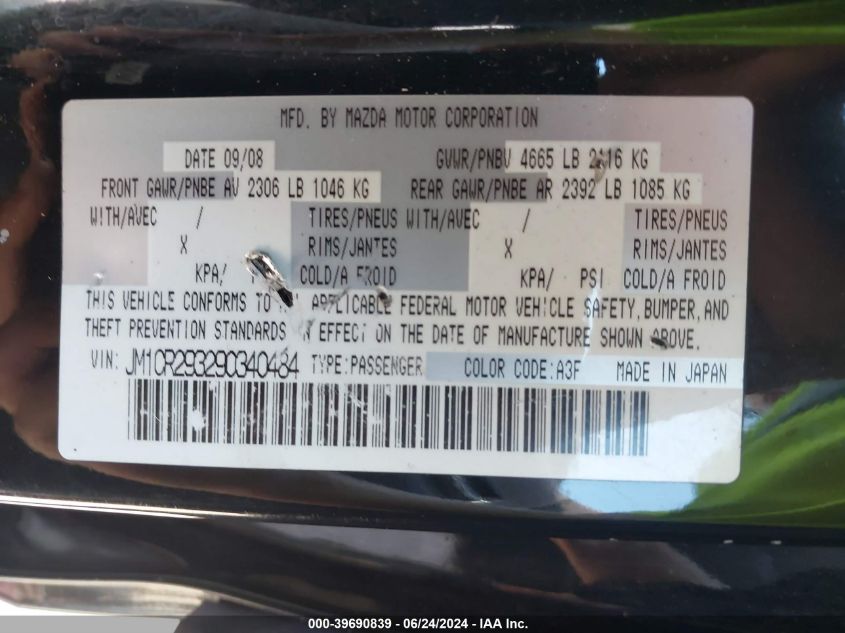 MFD. BY MAZDA MOTOR CORPORATION
DATE 09/08 GVWR/PNBV 4665 LB 2116 KG
FRONT GAWR/PNBE AV 2306 LB 1046 KG REAR GAWR/PNBE AR 2392 LB 1085 KG
WITH/AVEC / TIRES/PNEUS WITH/AVEC / TIRES/PNEUS
X RIMS/JANTES X RIMS/JANTES
KPA/ COLD/A FROID KPA/ PSI COLD/A FROID
THIS VEHICLE CONFORMS TO APPLICABLE FEDERAL MOTOR VEHICLE SAFETY, BUMPER, AND
THEFT PREVENTION STANDARDS IN EFFECT ON THE DATE OF MANUFACTURE SHOWN ABOVE.
VIN: JM1CR293290340484 TYPE:PASSENGER COLOR CODE:A3F MADE IN JAPAN
000-39690839 - 06/24/2024 - IAA Inc.